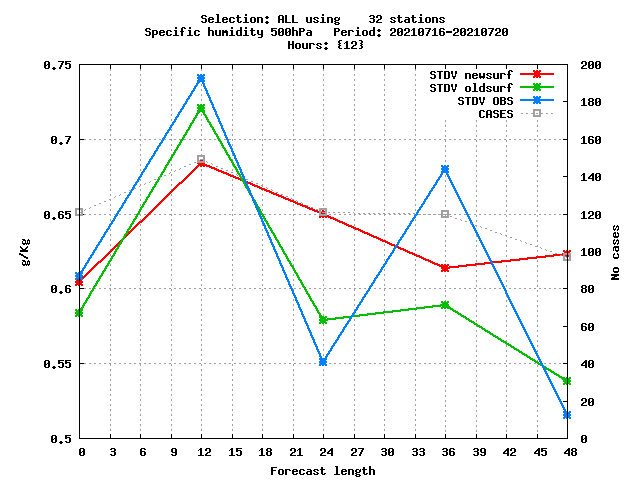 Selection: ALL using    32 stations
Specific humidity 500hPa   Period: 20210716-20210720
Hours: {12}
STDV newsurf
STDV oldsurf
STDV OBS
CASES
0.75
0.7
0.65
0.6
0.55
0.5
g/Kg
200
180
160
140
120
100
80
60
40
20
0
No cases
0 3 6 9 12 15 18 21 24 27 30 33 36 39 42 45 48
Forecast length